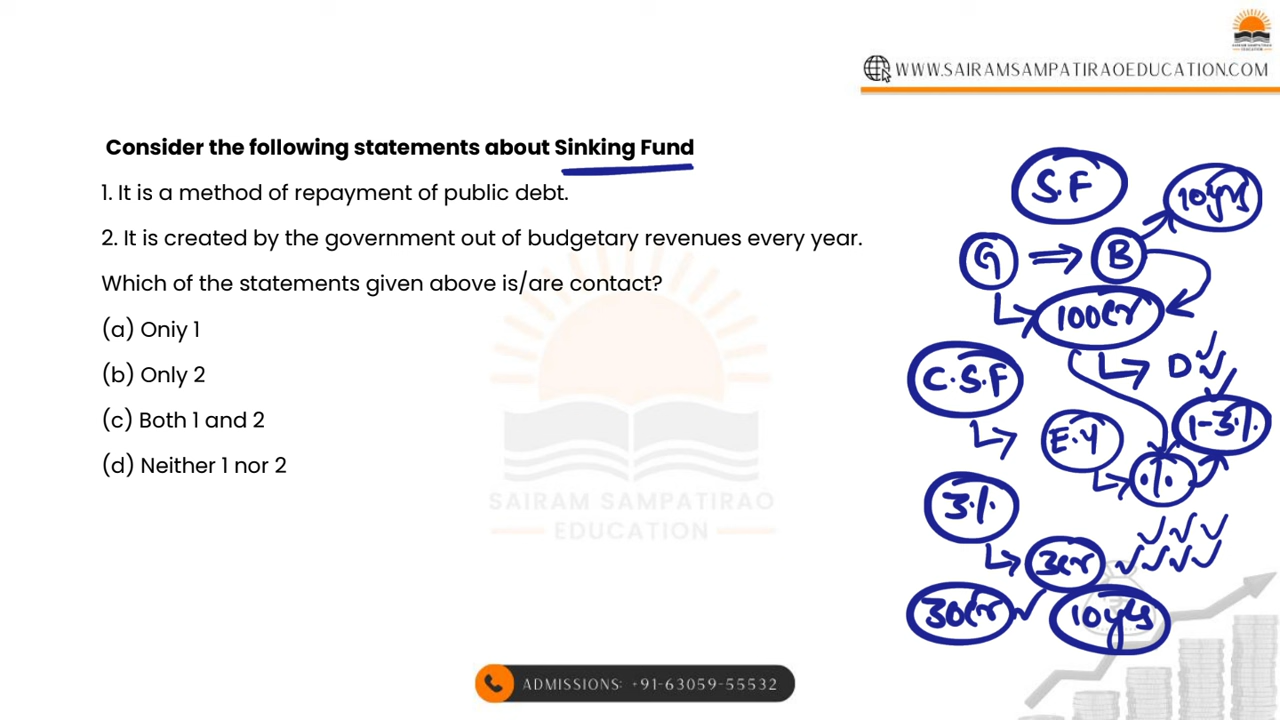 SAIRAM SAMPATIRAO
EDUCATION
WWW.SAIRAMSAMPATIRAOEDUCATION.COM
Consider the following statements about Sinking Fund
1. It is a method of repayment of public debt.
2. It is created by the government out of budgetary revenues every year.
Which of the statements given above is/are contact?
(a) Oniy 1
(b) Only 2
(c) Both 1 and 2
(d) Neither 1 nor 2
S.F
10yrs
G ⇒ B
100Cr
D
C.S.F
1-3%
E.Y
%
3%
3Cr
30Cr
10yrs
SAIRAM SAMPATIRAO
EDUCATION
ADMISSIONS: +91-63059-55532